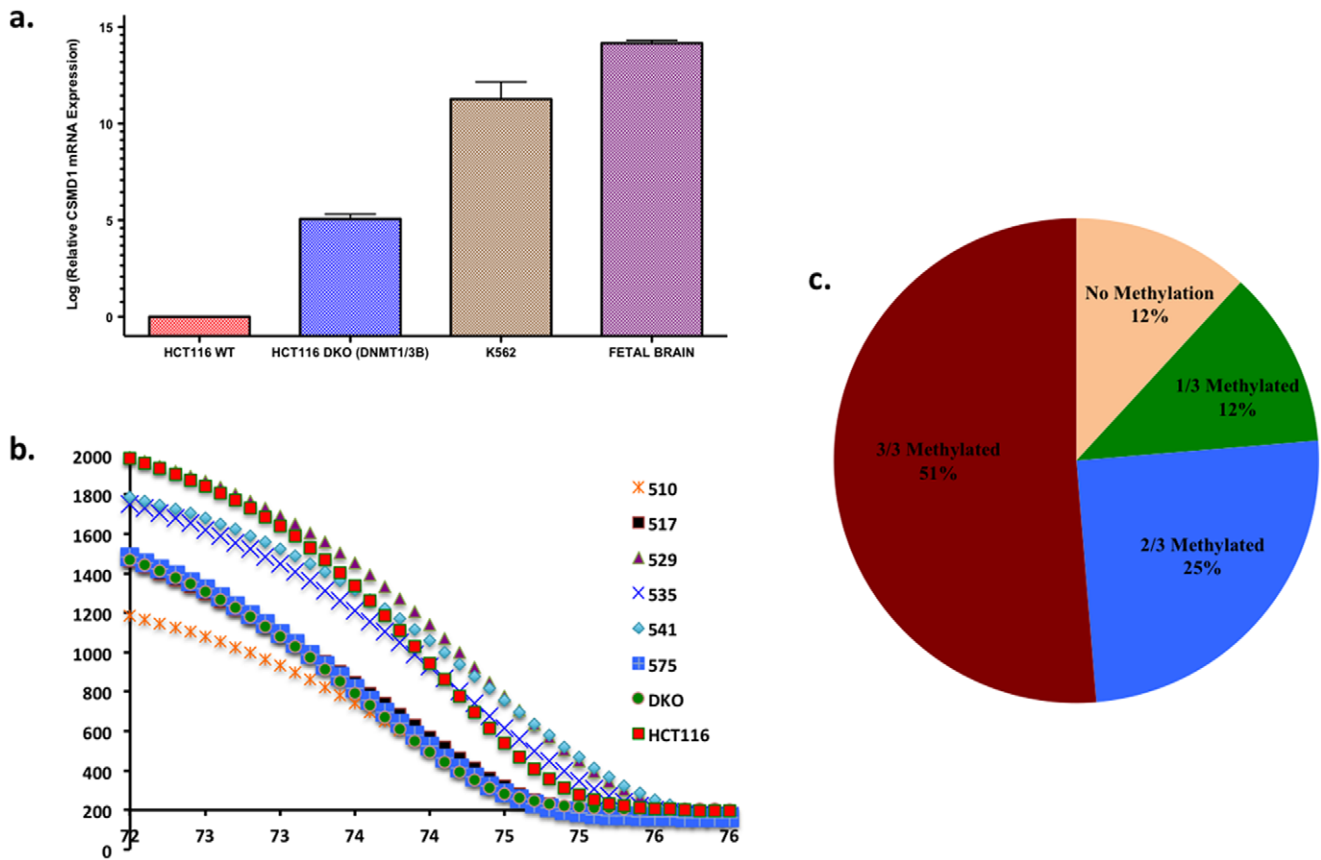 a.
Log (Relative CSMD1 mRNA Expression)
15
10
5
0
HCT116 WT
HCT116 DKO (DNMT1/3B)
K562
FETAL BRAIN
b.
2000
1800
1600
1400
1200
1000
800
600
400
200
0
72
73
73
74
74
75
75
76
76
510
517
529
535
541
575
DKO
HCT116
c.
No Methylation
12%
1/3 Methylated
12%
2/3 Methylated
25%
3/3 Methylated
51%